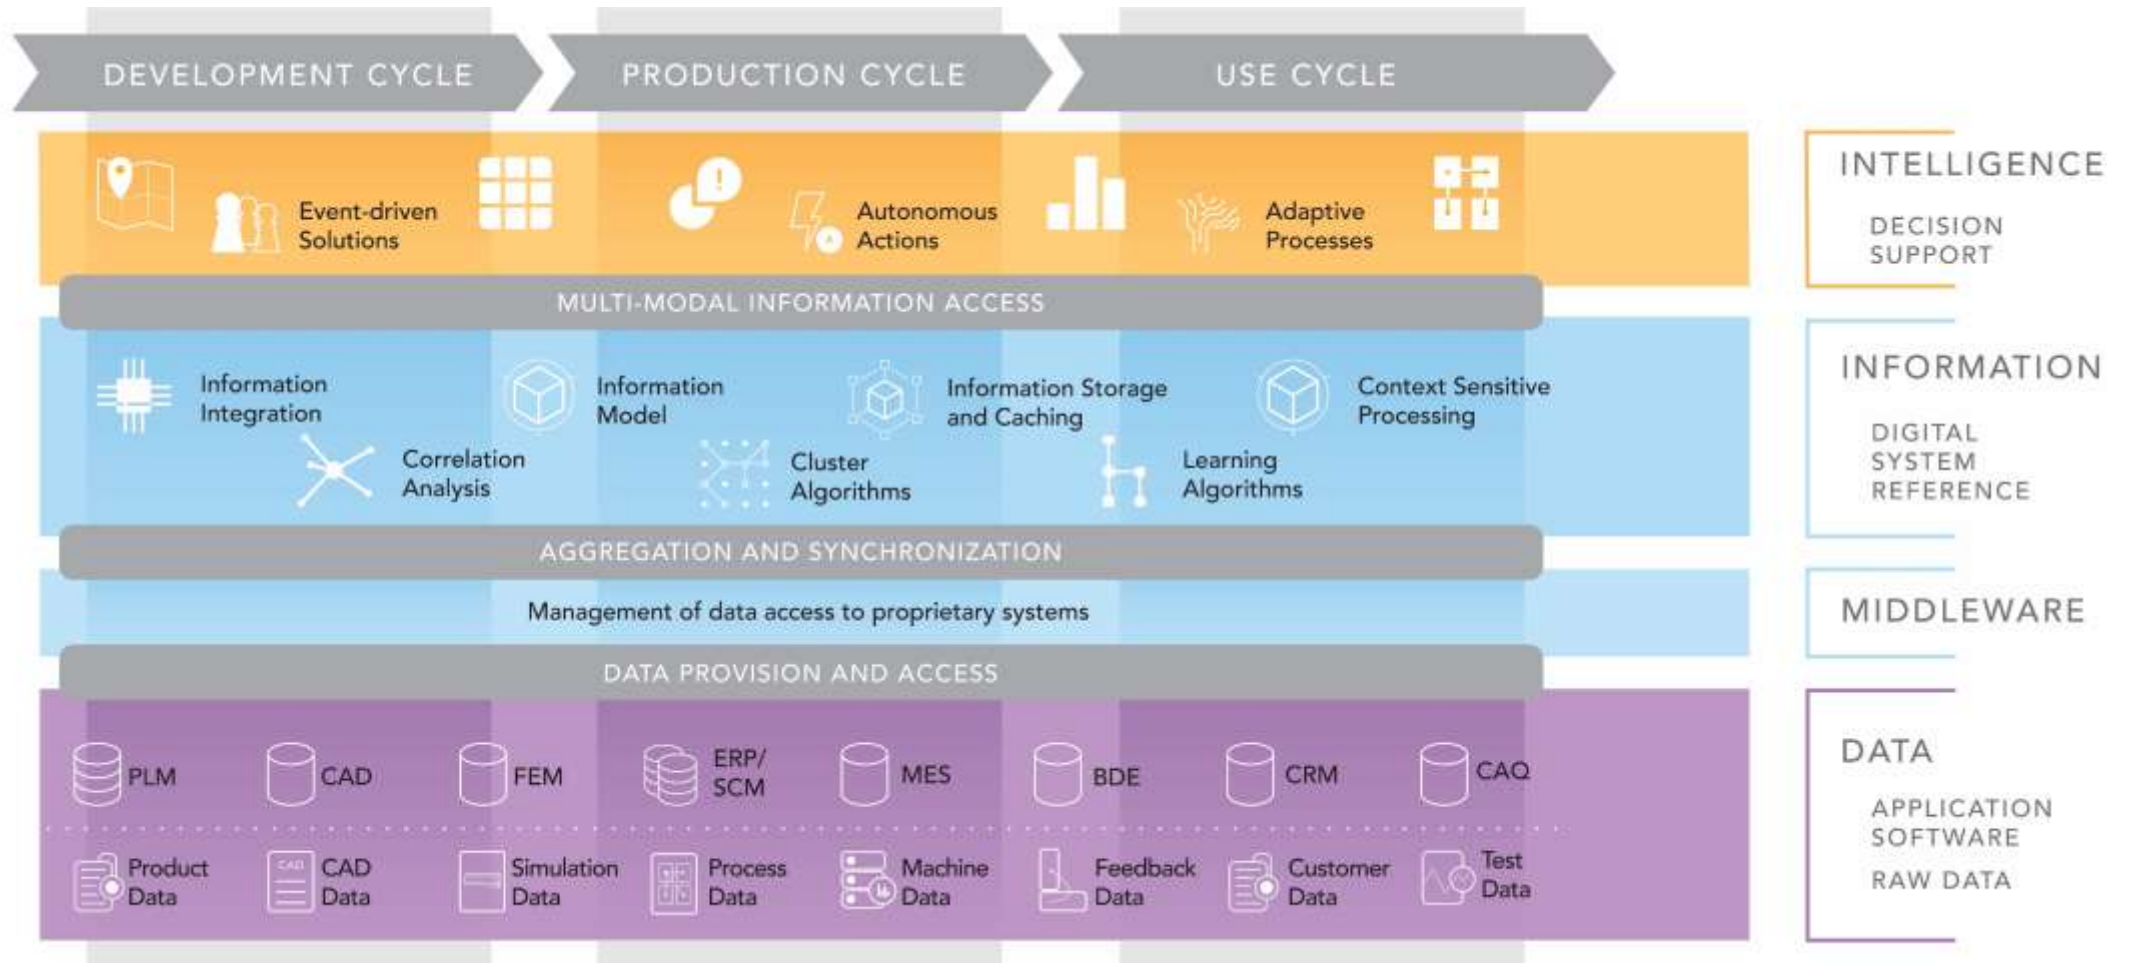 DEVELOPMENT CYCLE
PRODUCTION CYCLE
USE CYCLE
Event-driven
Solutions
Autonomous
Actions
Adaptive
Processes
INTELLIGENCE
DECISION
SUPPORT
MULTI-MODAL INFORMATION ACCESS
Information
Integration
Information
Model
Information Storage
and Caching
Context Sensitive
Processing
Correlation
Analysis
Cluster
Algorithms
Learning
Algorithms
INFORMATION
DIGITAL
SYSTEM
REFERENCE
AGGREGATION AND SYNCHRONIZATION
Management of data access to proprietary systems
MIDDLEWARE
DATA PROVISION AND ACCESS
PLM
CAD
FEM
ERP/
SCM
MES
BDE
CRM
CAQ
Product
Data
CAD
CAD
Data
Simulation
Data
Process
Data
Machine
Data
Feedback
Data
Customer
Data
Test
Data
DATA
APPLICATION
SOFTWARE
RAW DATA